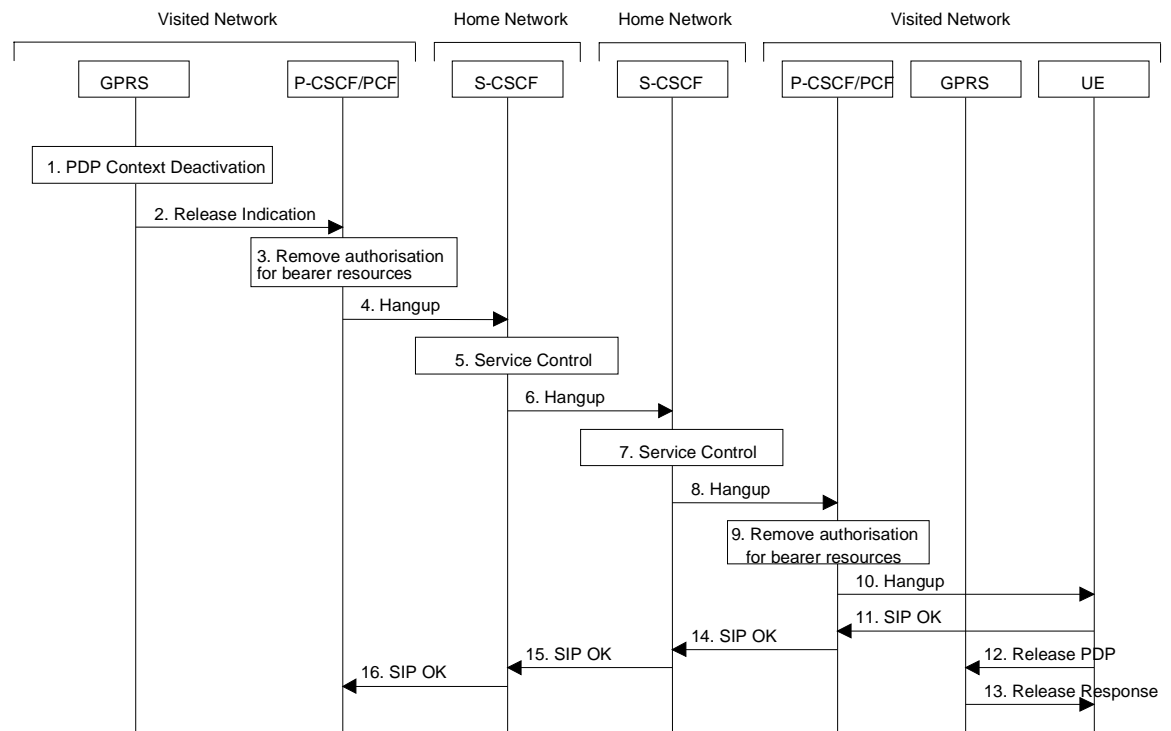 Visited Network
Home Network
Home Network
Visited Network
GPRS
P-CSCF/PCF
S-CSCF
S-CSCF
P-CSCF/PCF
GPRS
UE
1. PDP Context Deactivation
2. Release Indication
3. Remove authorisation
for bearer resources
4. Hangup
5. Service Control
6. Hangup
7. Service Control
8. Hangup
9. Remove authorisation
for bearer resources
10. Hangup
11. SIP OK
14. SIP OK
15. SIP OK
12. Release PDP
16. SIP OK
13. Release Response